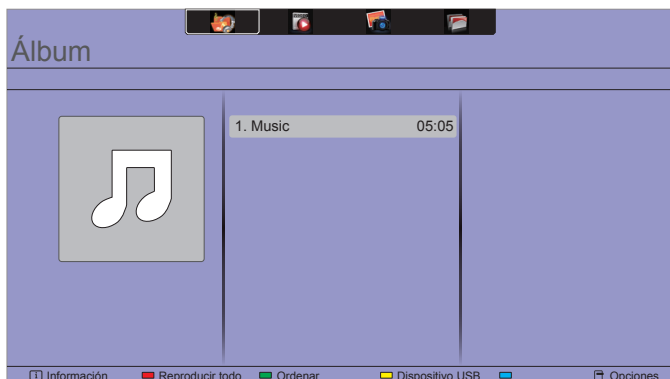 Álbum
1. Music 05:05
i Información Reproducir todo Ordenar Dispositivo USB Opciones